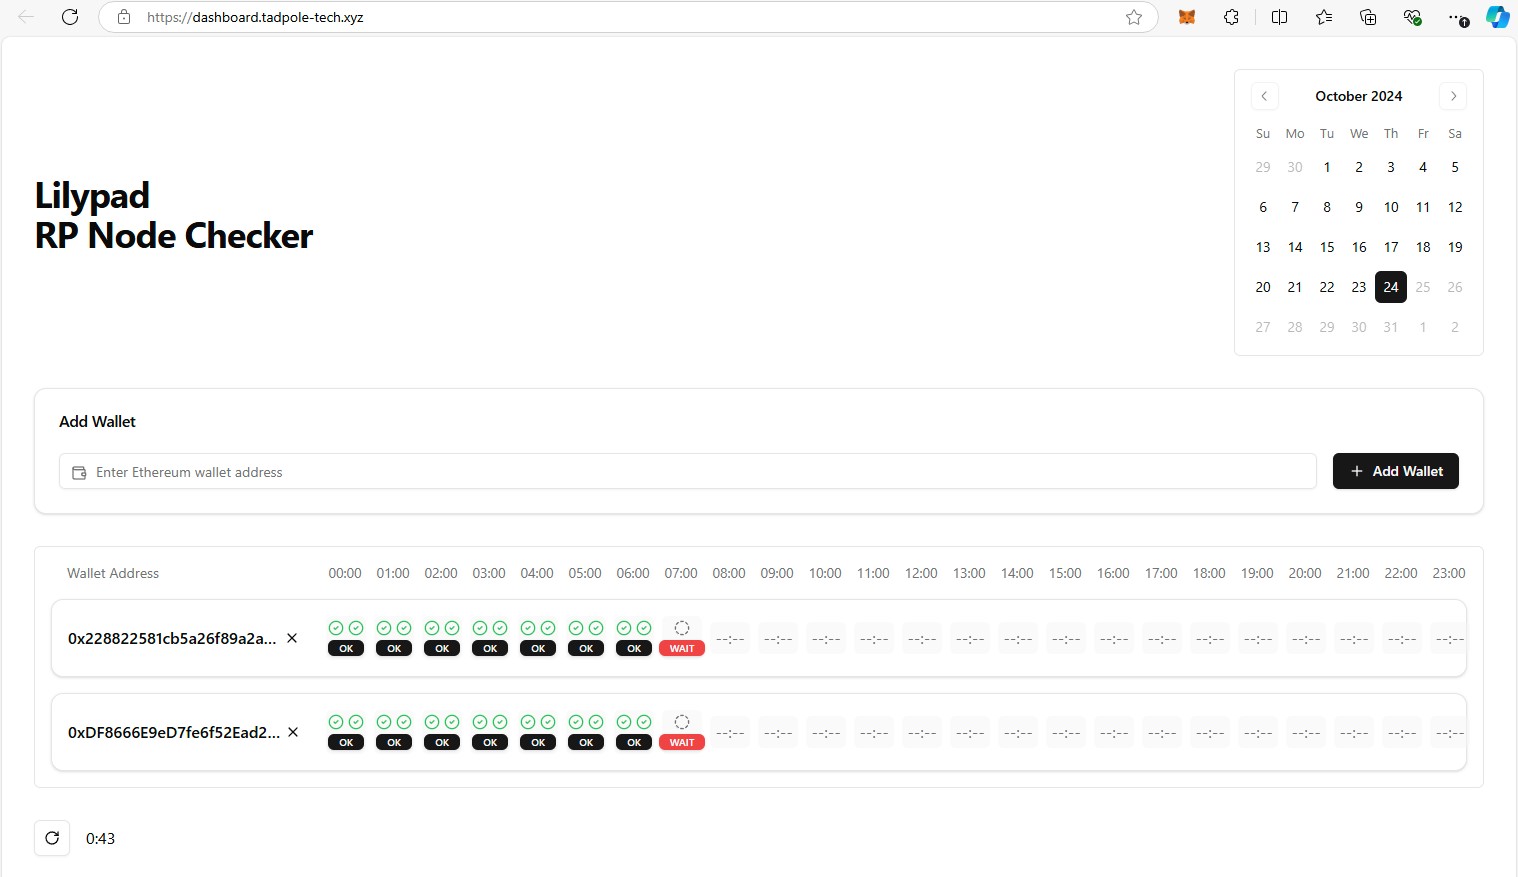 https://dashboard.tadpole-tech.xyz
October 2024
Su Mo Tu We Th Fr Sa
29 30 1 2 3 4 5
6 7 8 9 10 11 12
13 14 15 16 17 18 19
20 21 22 23 24 25 26
27 28 29 30 31 1 2
Lilypad
RP Node Checker
Add Wallet
Enter Ethereum wallet address
+ Add Wallet
Wallet Address 00:00 01:00 02:00 03:00 04:00 05:00 06:00 07:00 08:00 09:00 10:00 11:00 12:00 13:00 14:00 15:00 16:00 17:00 18:00 19:00 20:00 21:00 22:00 23:00
0x228822581cb5a26f89a2a... OK OK OK OK OK OK OK WAIT --:-- --:-- --:-- --:-- --:-- --:-- --:-- --:-- --:-- --:-- --:-- --:-- --:-- --:-- --:-- --:--
0xDF8666E9eD7fe6f52Ead2... OK OK OK OK OK OK OK WAIT --:-- --:-- --:-- --:-- --:-- --:-- --:-- --:-- --:-- --:-- --:-- --:-- --:-- --:-- --:-- --:--
0:43